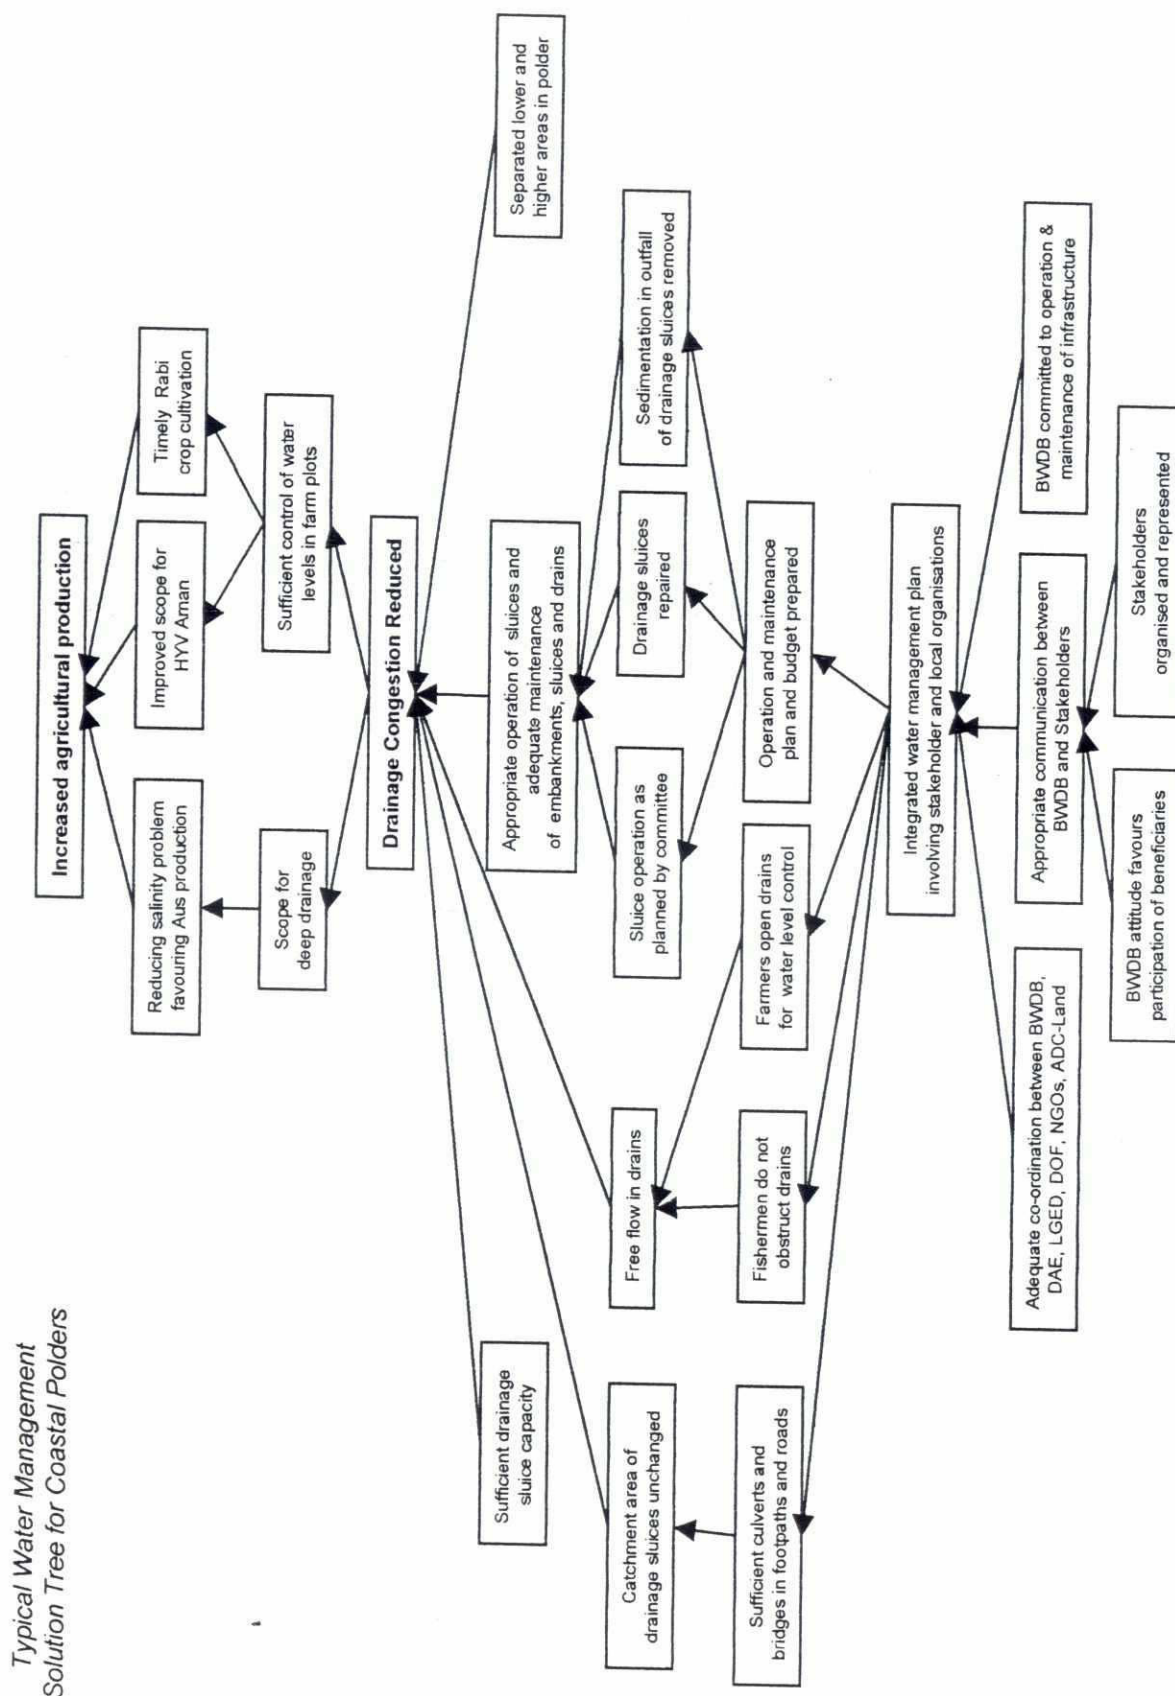 Typical Water Management
Solution Tree for Coastal Polders
Increased agricultural production
Reducing salinity problem
favouring Aus production
Improved scope for
HYV Aman
Timely Rabi
crop cultivation
Scope for
deep drainage
Sufficient control of water
levels in farm plots
Drainage Congestion Reduced
Sufficient drainage
sluice capacity
Appropriate operation of sluices and
adequate maintenance
of embankments, sluices and drains
Separated lower and
higher areas in polder
Catchment area of
drainage sluices unchanged
Free flow in drains
Sluice operation as
planned by committee
Drainage sluices
repaired
Sedimentation in outfall
of drainage sluices removed
Sufficient culverts and
bridges in footpaths and roads
Fishermen do not
obstruct drains
Farmers open drains
for water level control
Operation and maintenance
plan and budget prepared
Integrated water management plan
involving stakeholder and local organisations
Adequate co-ordination between BWDB,
DAE, LGED, DOF, NGOs, ADC-Land
Appropriate communication between
BWDB and Stakeholders
BWDB committed to operation &
maintenance of infrastructure
BWDB attitude favours
participation of beneficiaries
Stakeholders
organised and represented